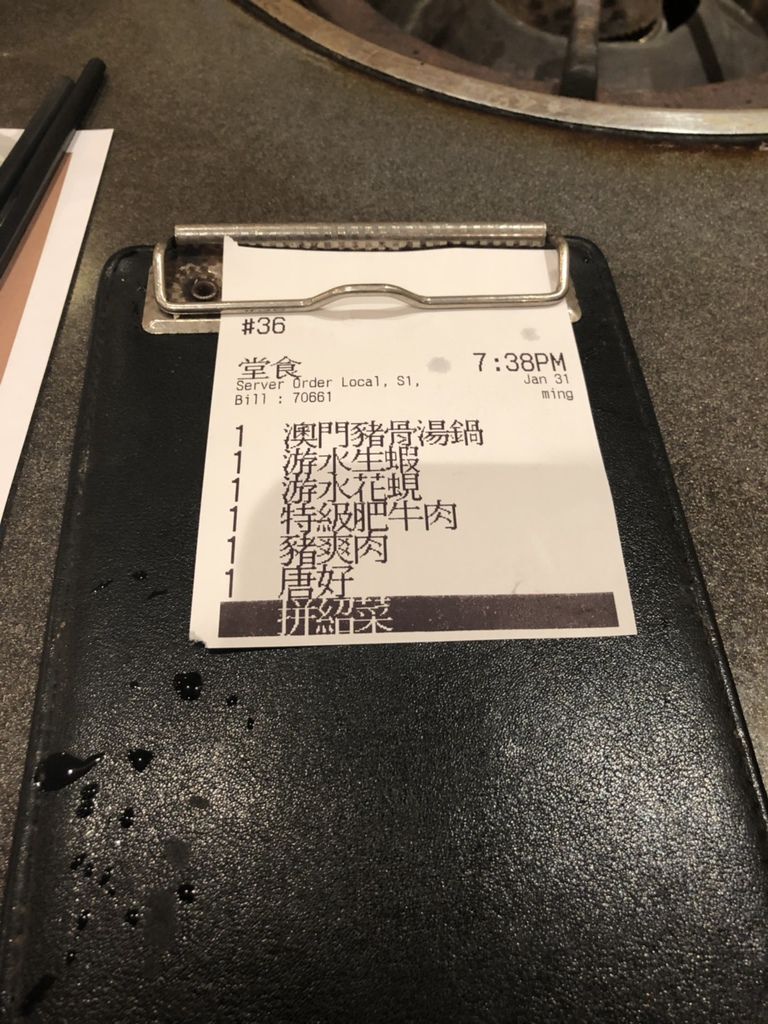 #36
堂食 7:38PM
Server Order Local, S1, Jan 31
Bill : 70661 ming
1 澳門豬骨湯鍋
1 游水生蝦
1 游水花蜆
1 特級肥牛肉
1 豬爽肉
1 唐好
拼紹菜